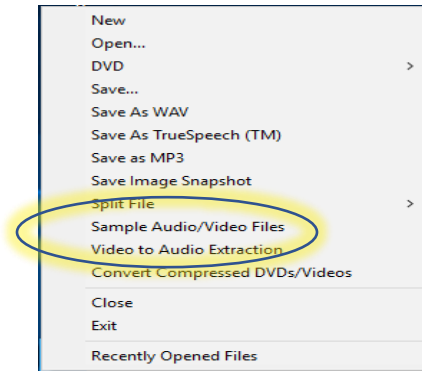 New
Open...
DVD >
Save...
Save As WAV
Save As TrueSpeech (TM)
Save as MP3
Save Image Snapshot
Split File >
Sample Audio/Video Files
Video to Audio Extraction
Convert Compressed DVDs/Videos
Close
Exit
Recently Opened Files